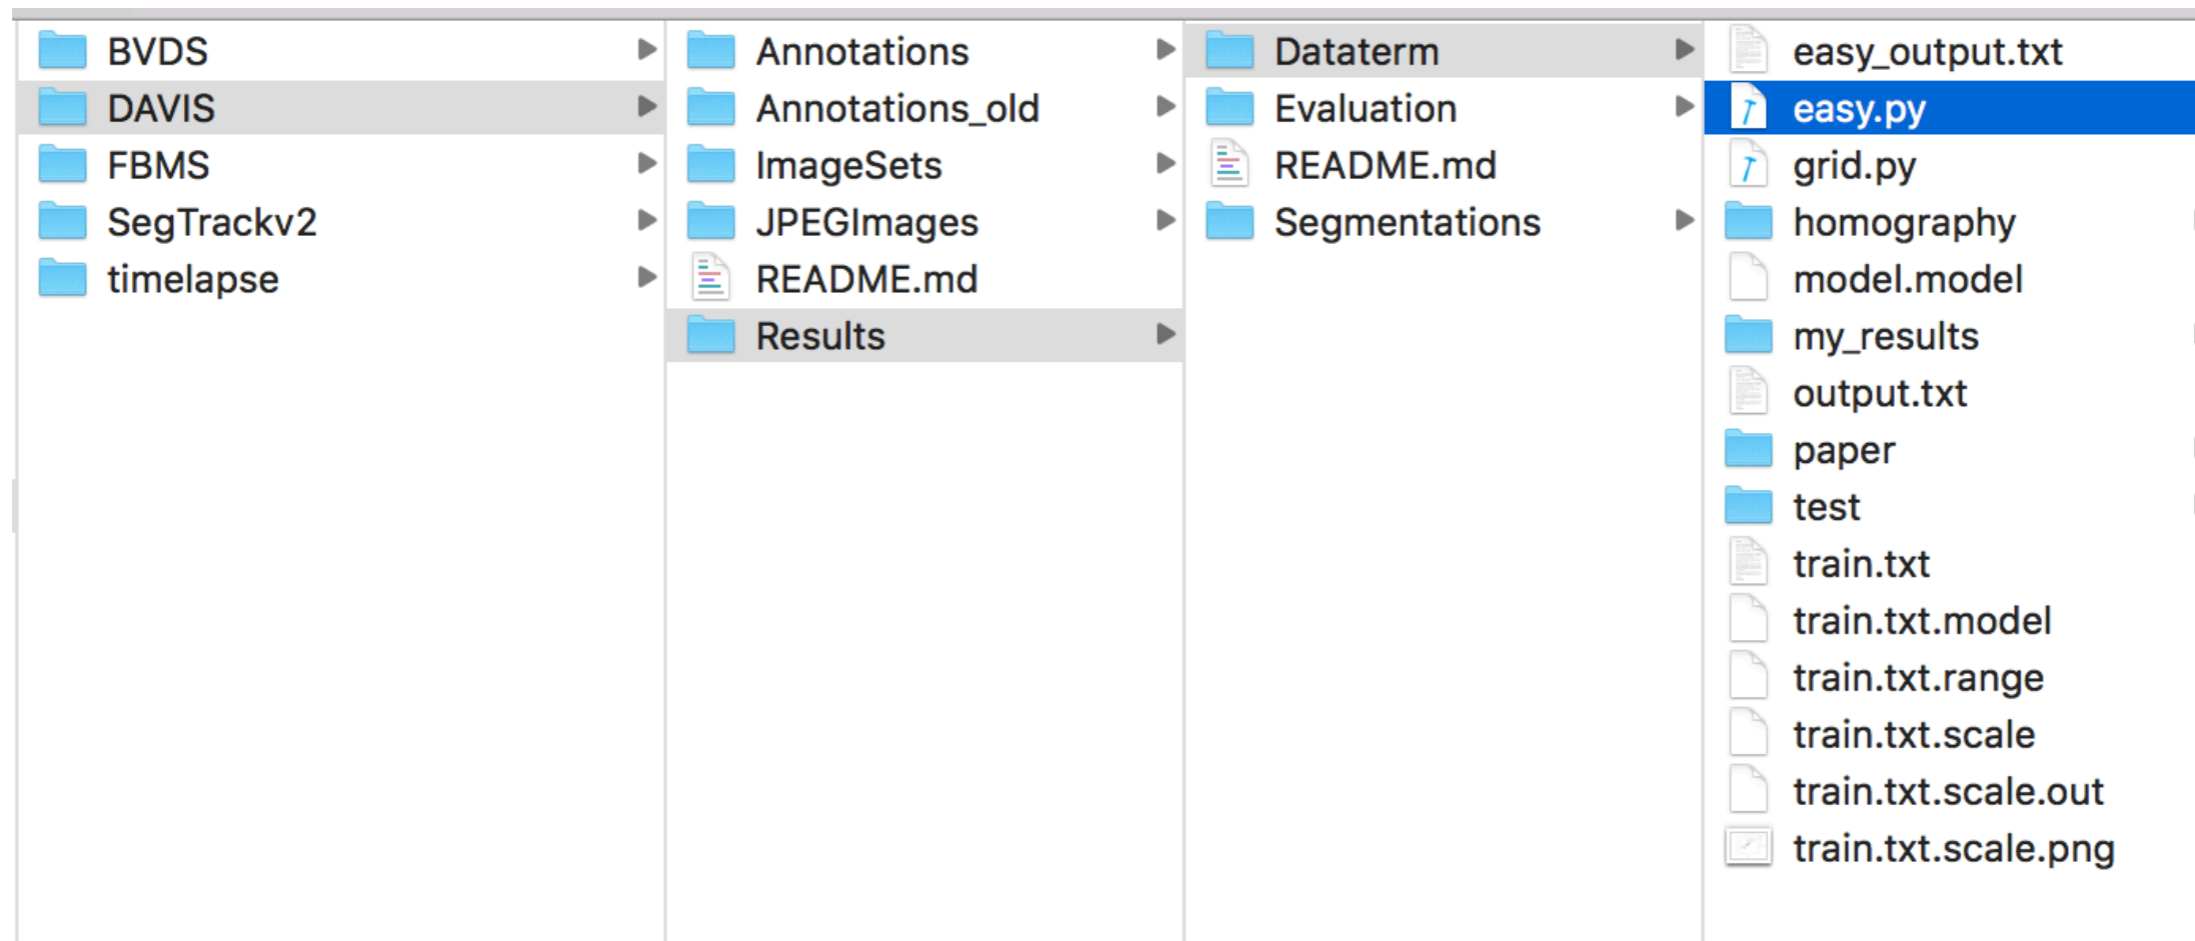 BVDS
DAVIS
FBMS
SegTrackv2
timelapse
Annotations
Annotations_old
ImageSets
JPEGImages
README.md
Results
Dataterm
Evaluation
README.md
Segmentations
easy_output.txt
easy.py
grid.py
homography
model.model
my_results
output.txt
paper
test
train.txt
train.txt.model
train.txt.range
train.txt.scale
train.txt.scale.out
train.txt.scale.png